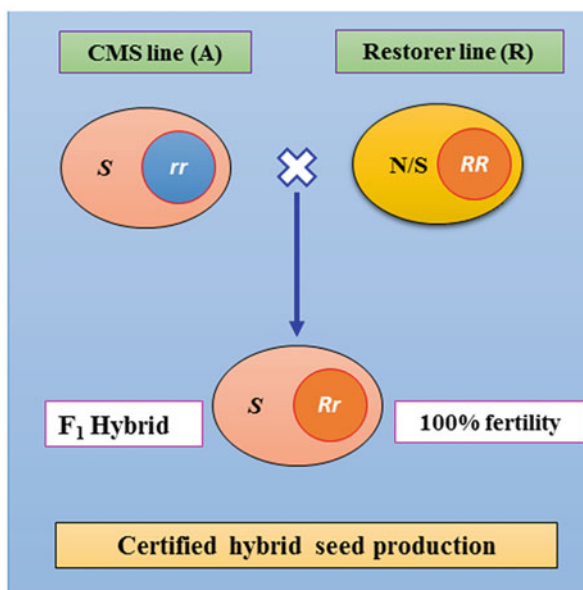 CMS line (A)
Restorer line (R)
S
rr
N/S
RR
S
Rr
F₁ Hybrid
100% fertility
Certified hybrid seed production